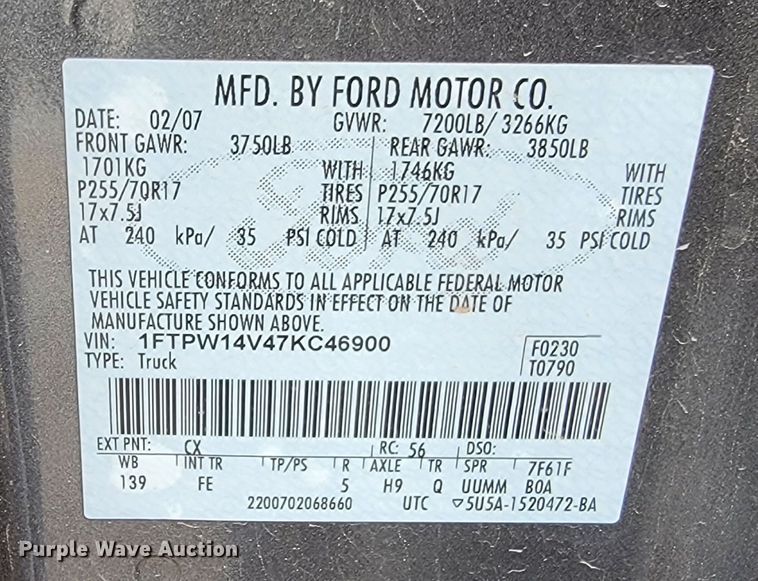 MFD. BY FORD MOTOR CO.
DATE: 02/07 GVWR: 7200LB/ 3266KG
FRONT GAWR: 3750LB REAR GAWR: 3850LB
1701KG WITH 1746KG WITH
P255/70R17 TIRES P255/70R17 TIRES
17x7.5J RIMS 17x7.5J RIMS
AT 240 kPa/ 35 PSI COLD AT 240 kPa/ 35 PSI COLD
THIS VEHICLE CONFORMS TO ALL APPLICABLE FEDERAL MOTOR
VEHICLE SAFETY STANDARDS IN EFFECT ON THE DATE OF
MANUFACTURE SHOWN ABOVE.
VIN: 1FTPW14V47KC46900 F0230
TYPE: Truck T0790
EXT PNT: CX RC: 56 DSO:
WB INT TR TP/PS R AXLE TR SPR 7F61F
139 FE 5 H9 Q UUMM BOA
2200702068660 UTC ▽5U5A-1520472-BA
Purple Wave Auction